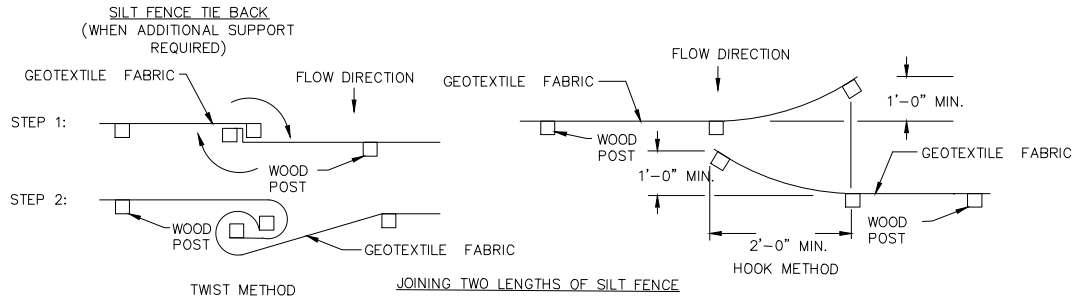 SILT FENCE TIE BACK
(WHEN ADDITIONAL SUPPORT
REQUIRED)
GEOTEXTILE FABRIC
FLOW DIRECTION
STEP 1:
WOOD
POST
STEP 2:
WOOD
POST
GEOTEXTILE FABRIC
TWIST METHOD
FLOW DIRECTION
GEOTEXTILE FABRIC
1'-0" MIN.
WOOD
POST
1'-0" MIN.
GEOTEXTILE FABRIC
WOOD
POST
2'-0" MIN.
HOOK METHOD
JOINING TWO LENGTHS OF SILT FENCE